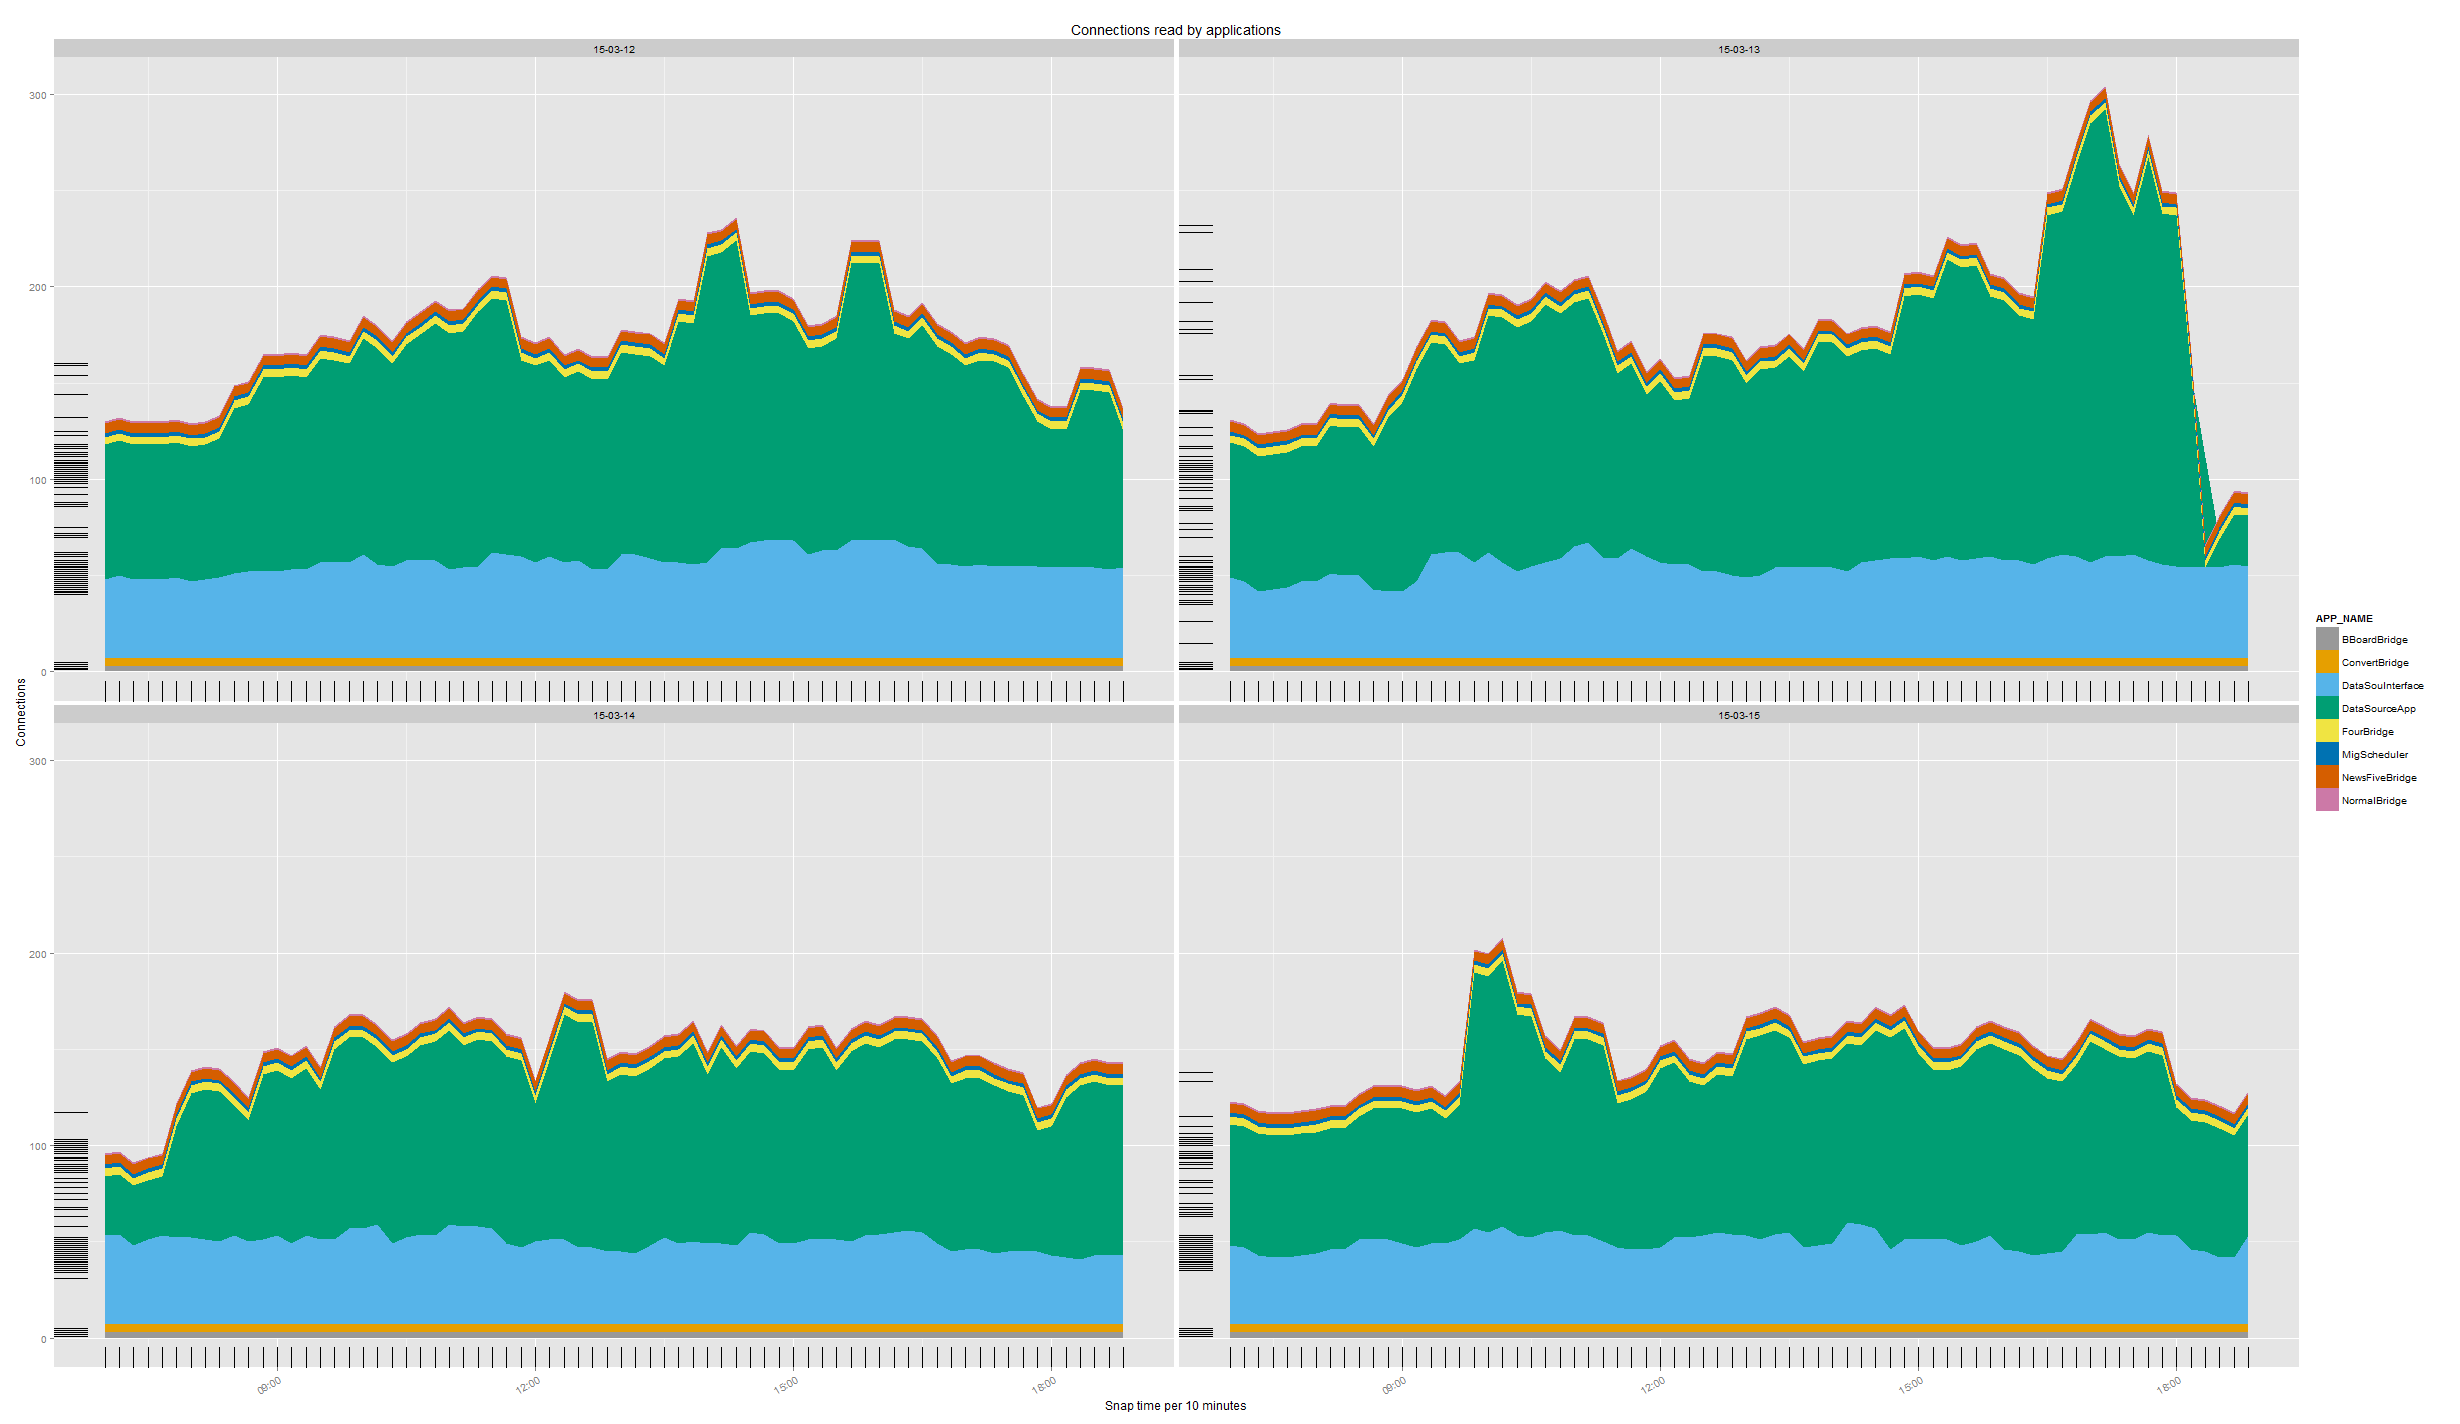 Connections read by applications
15-03-12
15-03-13
300
200
100
0
Connections
15-03-14
15-03-15
300
200
100
0
09:00
12:00
15:00
18:00
09:00
12:00
15:00
18:00
Snap time per 10 minutes
APP_NAME
BBoardBridge
ConvertBridge
DataSouInterface
DataSourceApp
FourBridge
MigScheduler
NewsFiveBridge
NormalBridge